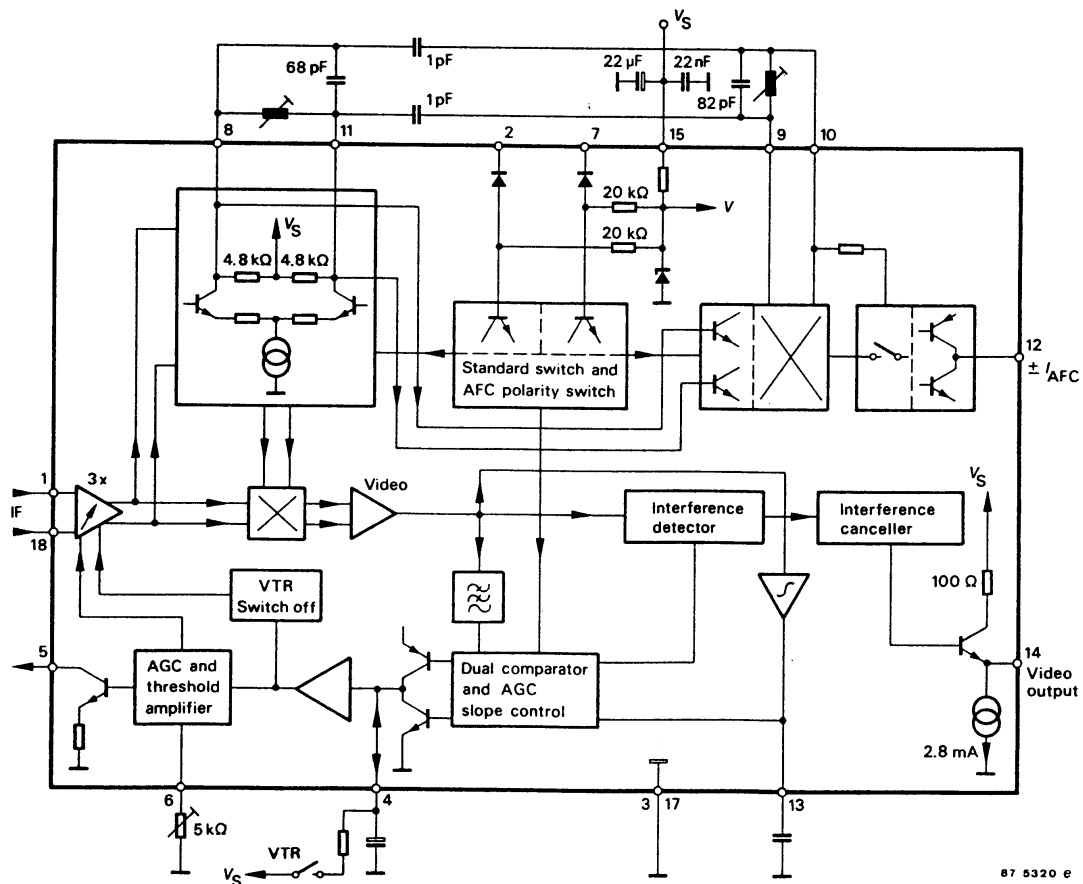 V_S
68 pF
1 pF
22 µF
22 nF
1 pF
82 pF
8
11
2
7
15
9
10
20 kΩ
V
V_S
20 kΩ
4.8 kΩ
4.8 kΩ
Standard switch and
AFC polarity switch
12
± I_AFC
1
3x
IF
18
Video
Interference
detector
Interference
canceller
V_S
100 Ω
VTR
Switch off
5
AGC and
threshold
amplifier
Dual comparator
and AGC
slope control
14
Video
output
2.8 mA
6
4
3
17
13
5 kΩ
VTR
V_S
87 5320 e